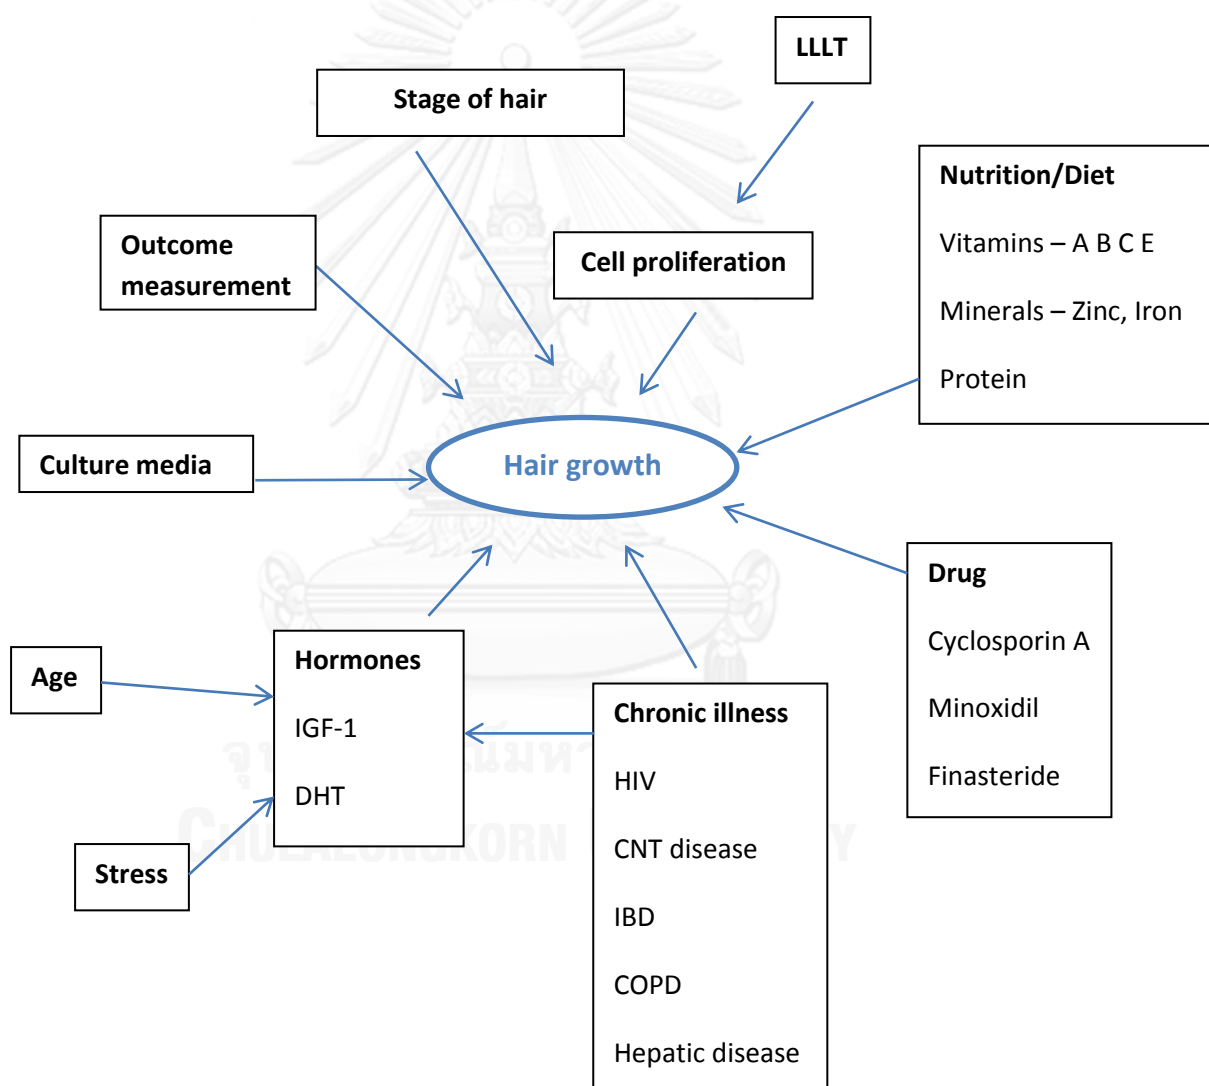 LLLT
Stage of hair
Nutrition/Diet
Vitamins – A B C E
Minerals – Zinc, Iron
Protein
Outcome
measurement
Cell proliferation
Culture media
Hair growth
Drug
Cyclosporin A
Minoxidil
Finasteride
Age
Hormones
IGF-1
DHT
Stress
Chronic illness
HIV
CNT disease
IBD
COPD
Hepatic disease